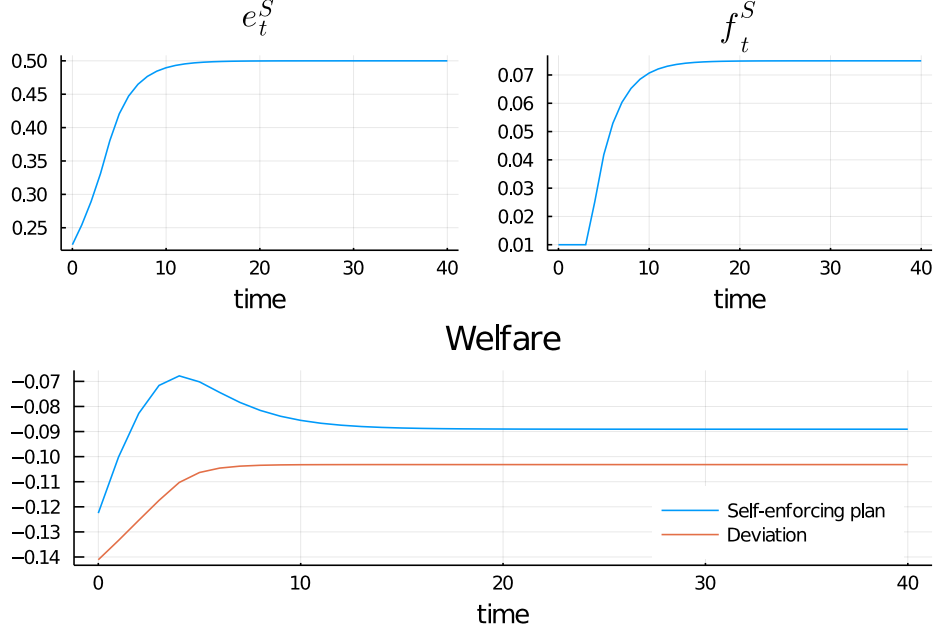 e_t^S
0.50
0.45
0.40
0.35
0.30
0.25
0 10 20 30 40
time
f_t^S
0.07
0.06
0.05
0.04
0.03
0.02
0.01
0 10 20 30 40
time
Welfare
−0.07
−0.08
−0.09
−0.10
−0.11
−0.12
−0.13
−0.14
Self-enforcing plan
Deviation
0 10 20 30 40
time